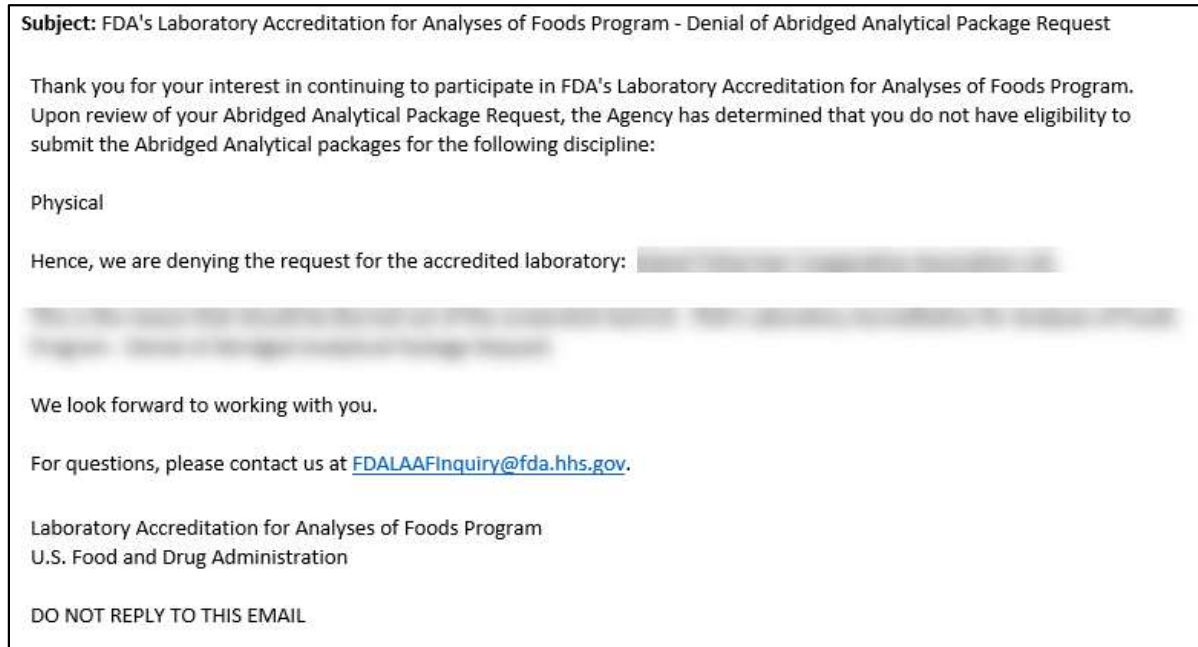 Subject: FDA's Laboratory Accreditation for Analyses of Foods Program - Denial of Abridged Analytical Package Request
Thank you for your interest in continuing to participate in FDA's Laboratory Accreditation for Analyses of Foods Program.
Upon review of your Abridged Analytical Package Request, the Agency has determined that you do not have eligibility to
submit the Abridged Analytical packages for the following discipline:
Physical
Hence, we are denying the request for the accredited laboratory:
We look forward to working with you.
For questions, please contact us at FDALAAFInquiry@fda.hhs.gov.
Laboratory Accreditation for Analyses of Foods Program
U.S. Food and Drug Administration
DO NOT REPLY TO THIS EMAIL